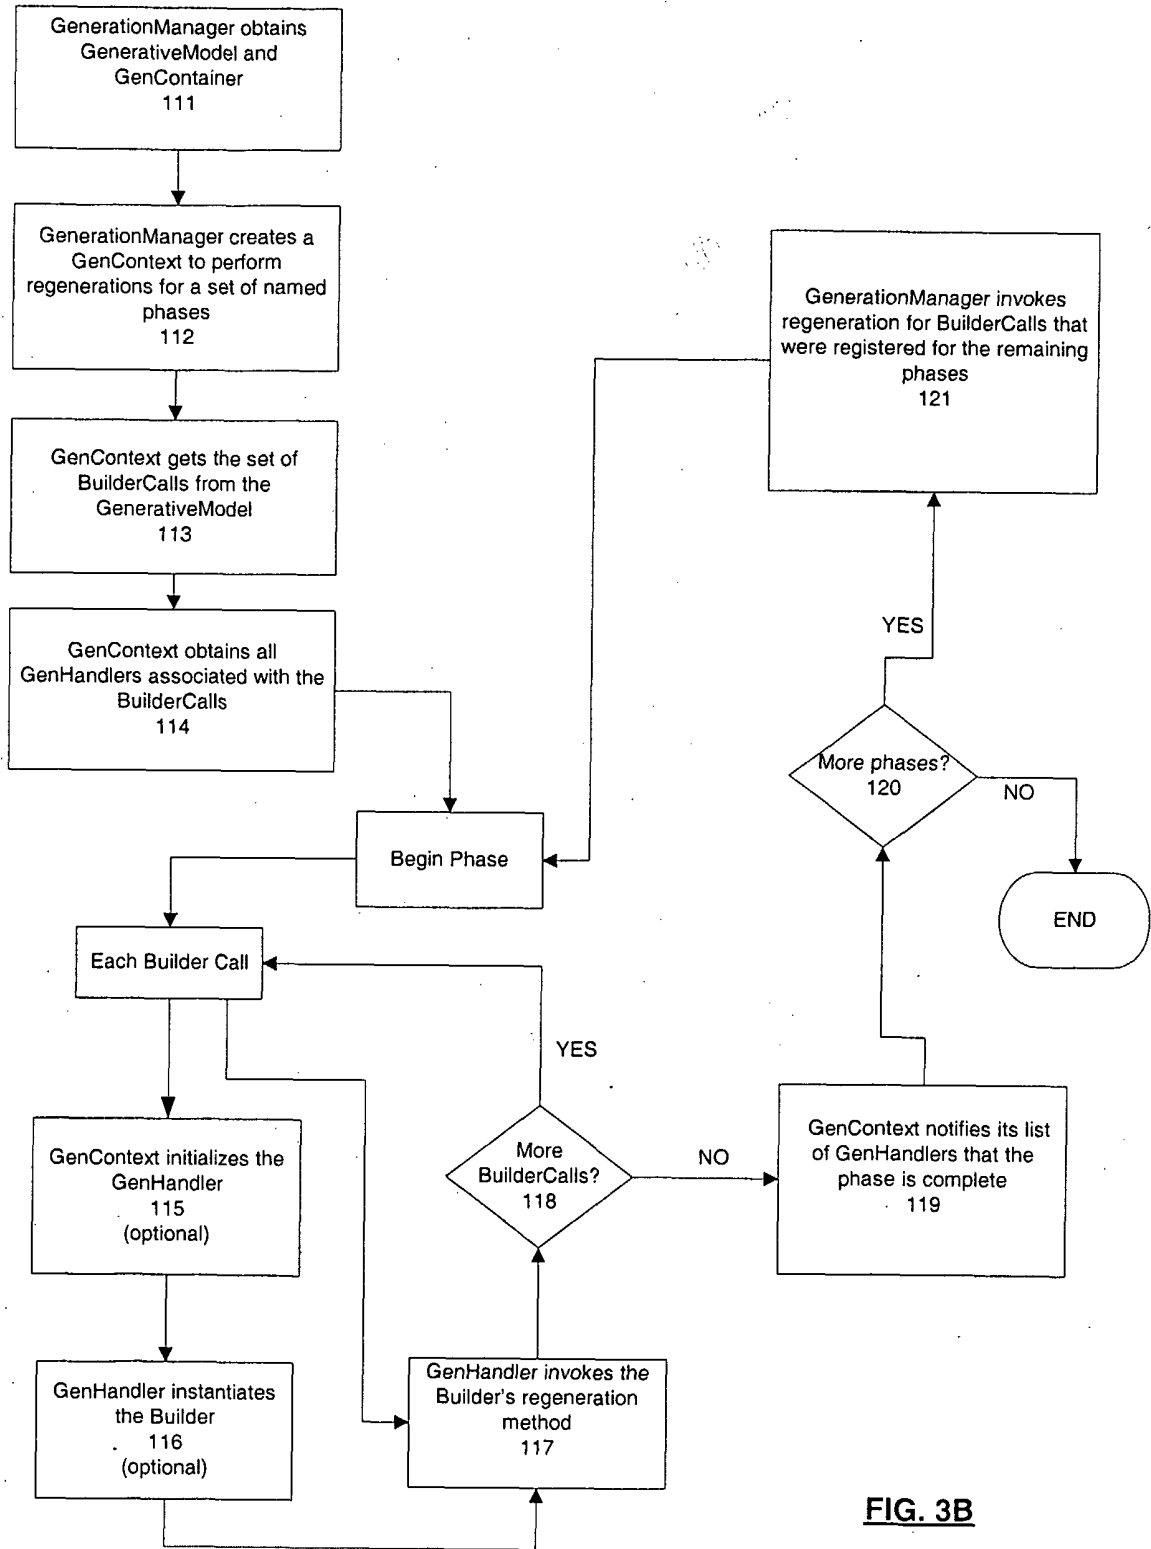 GenerationManager obtains
GenerativeModel and
GenContainer
111
GenerationManager creates a
GenContext to perform
regenerations for a set of named
phases
112
GenContext gets the set of
BuilderCalls from the
GenerativeModel
113
GenContext obtains all
GenHandlers associated with the
BuilderCalls
114
Begin Phase
Each Builder Call
GenContext initializes the
GenHandler
115
(optional)
GenHandler instantiates
the Builder
116
(optional)
GenHandler invokes the
Builder's regeneration
method
117
More
BuilderCalls?
118
YES
NO
GenContext notifies its list
of GenHandlers that the
phase is complete
119
More phases?
120
YES
NO
END
GenerationManager invokes
regeneration for BuilderCalls that
were registered for the remaining
phases
121
FIG. 3B